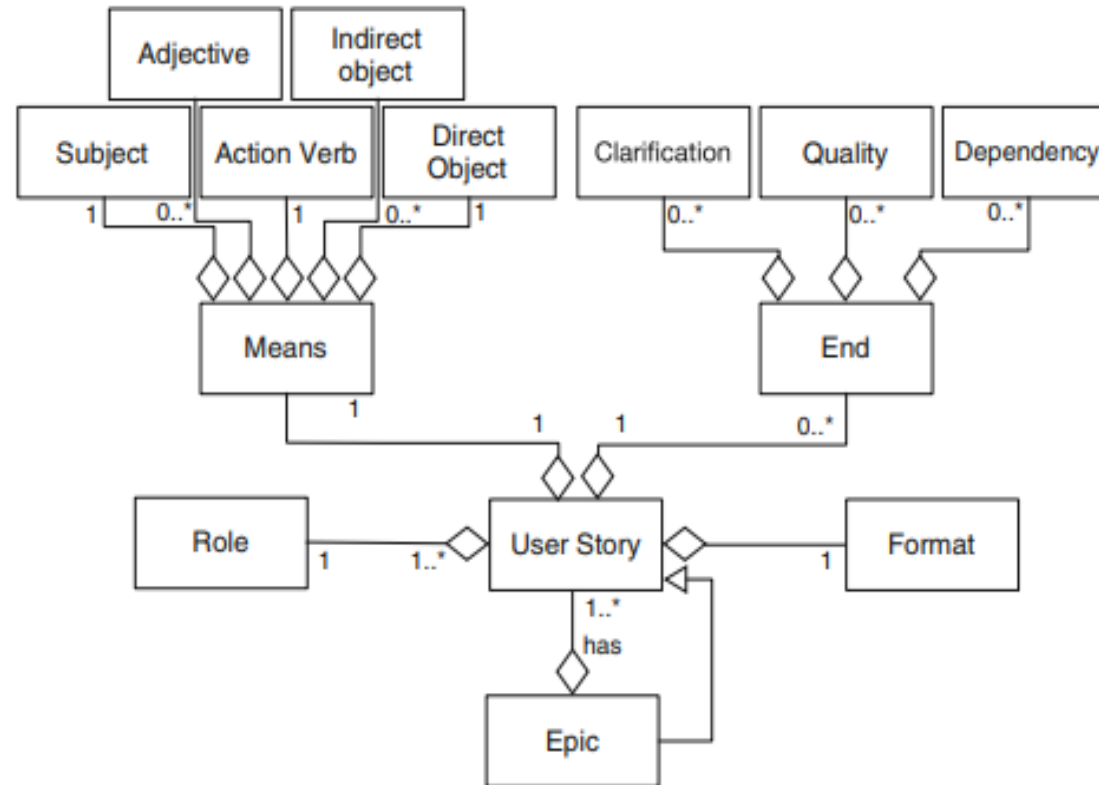 Adjective
Indirect
object
Subject
Action Verb
Direct
Object
Clarification
Quality
Dependency
1
0..*
1
0..*
1
0..*
0..*
0..*
Means
End
1
1
1
0..*
Role
User Story
Format
1
1..*
1
1..*
has
Epic